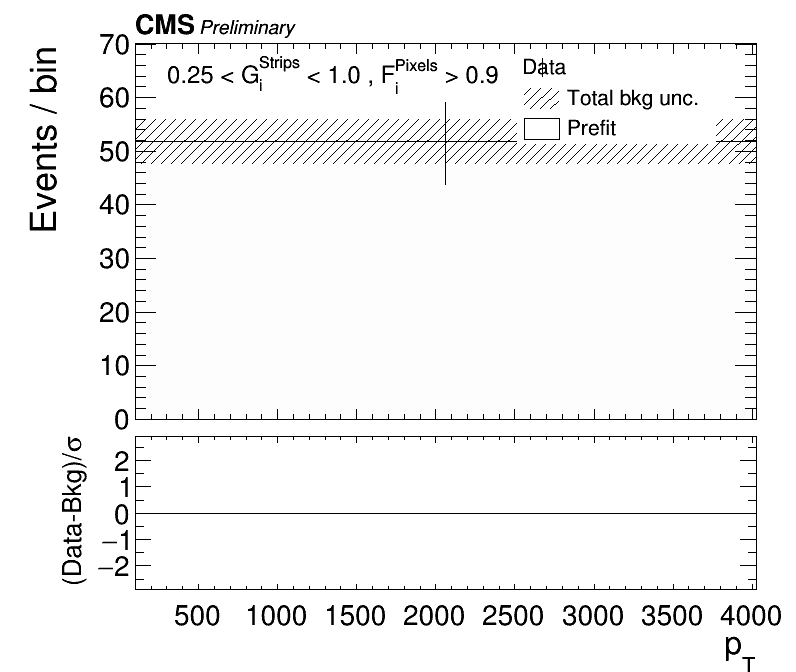 CMS Preliminary
Events / bin
70
60
50
40
30
20
10
0
0.25 < G_i^Strips < 1.0 , F_i^Pixels > 0.9
Data
Total bkg unc.
Prefit
(Data-Bkg)/σ
2
1
0
−1
−2
500 1000 1500 2000 2500 3000 3500 4000
p_T